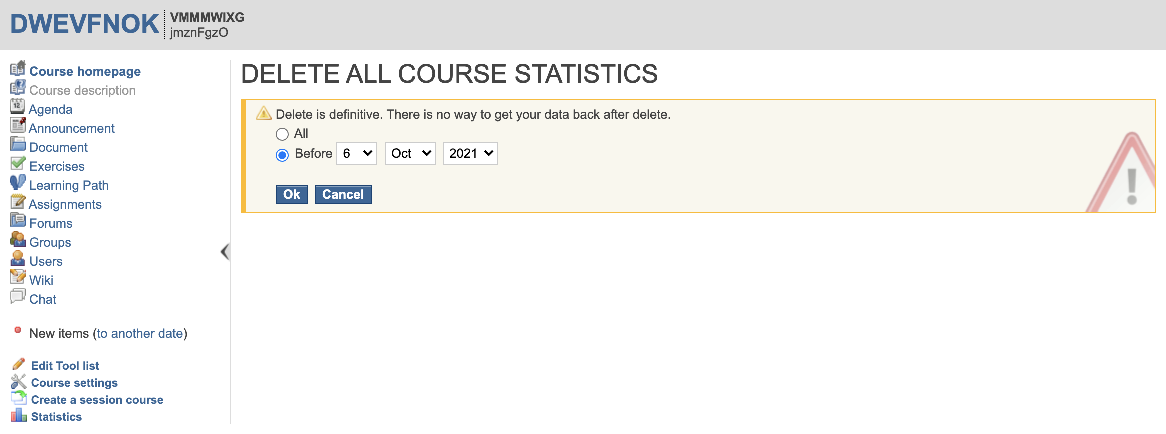 DWEVFNOK
VMMMWIXG
jmznFgzO
Course homepage
Course description
Agenda
Announcement
Document
Exercises
Learning Path
Assignments
Forums
Groups
Users
Wiki
Chat
New items (to another date)
Edit Tool list
Course settings
Create a session course
Statistics
DELETE ALL COURSE STATISTICS
Delete is definitive. There is no way to get your data back after delete.
All
Before 6 Oct 2021
Ok Cancel